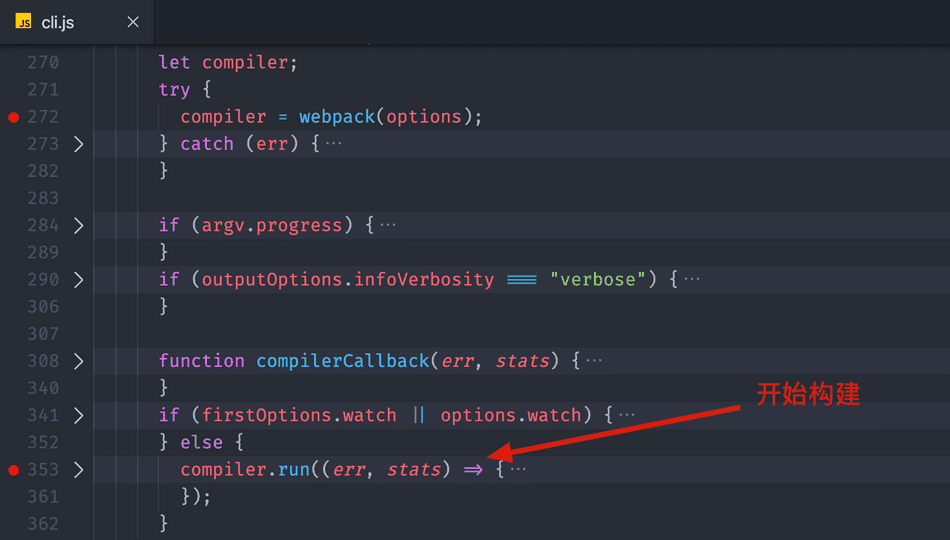 JS cli.js ×
270 let compiler;
271 try {
272 compiler = webpack(options);
273 } catch (err) { ···
282 }
283
284 if (argv.progress) { ···
289 }
290 if (outputOptions.infoVerbosity === "verbose") { ···
306 }
307
308 function compilerCallback(err, stats) { ···
340 }
开始构建
341 if (firstOptions.watch || options.watch) { ···
352 } else {
353 compiler.run((err, stats) => { ···
361 });
362 }